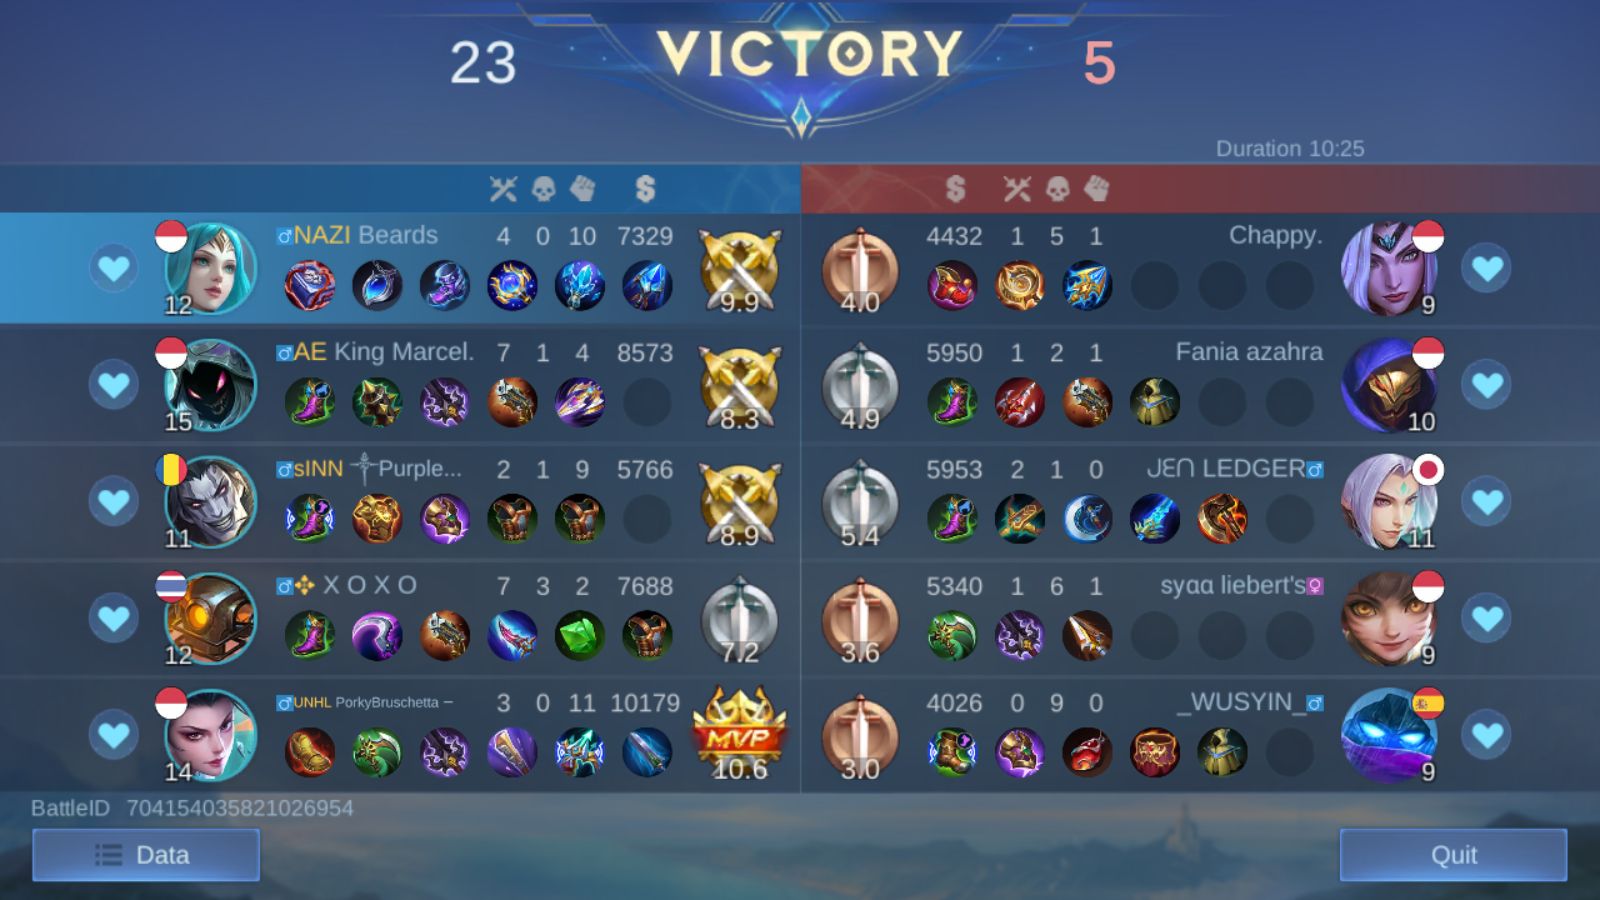 23 VICTORY 5
Duration 10:25
NAZI Beards 4 0 10 7329
12 9.9
4432 1 5 1 Chappy.
4.0 9
AE King Marcel. 7 1 4 8573
15 8.3
5950 1 2 1 Fania azahra
4.9 10
sINN Purple... 2 1 9 5766
11 8.9
5953 2 1 0 JEN LEDGER
5.4 11
X O X O 7 3 2 7688
12 7.2
5340 1 6 1 syaa liebert's
3.6 9
UNHL PorkyBruschetta – 3 0 11 10179
14 MVP 10.6
4026 0 9 0 _WUSYIN_
3.0 9
BattleID 704154035821026954
Data
Quit